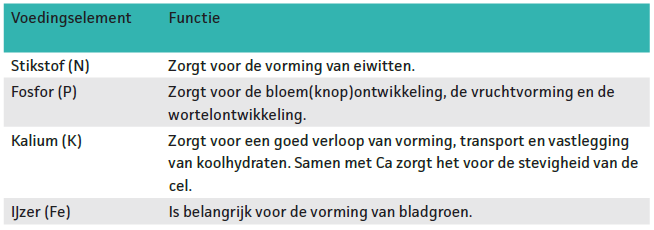 Voedingselement Functie
Stikstof (N) Zorgt voor de vorming van eiwitten.
Fosfor (P) Zorgt voor de bloem(knop)ontwikkeling, de vruchtvorming en de
wortelontwikkeling.
Kalium (K) Zorgt voor een goed verloop van vorming, transport en vastlegging
van koolhydraten. Samen met Ca zorgt het voor de stevigheid van de
cel.
IJzer (Fe) Is belangrijk voor de vorming van bladgroen.